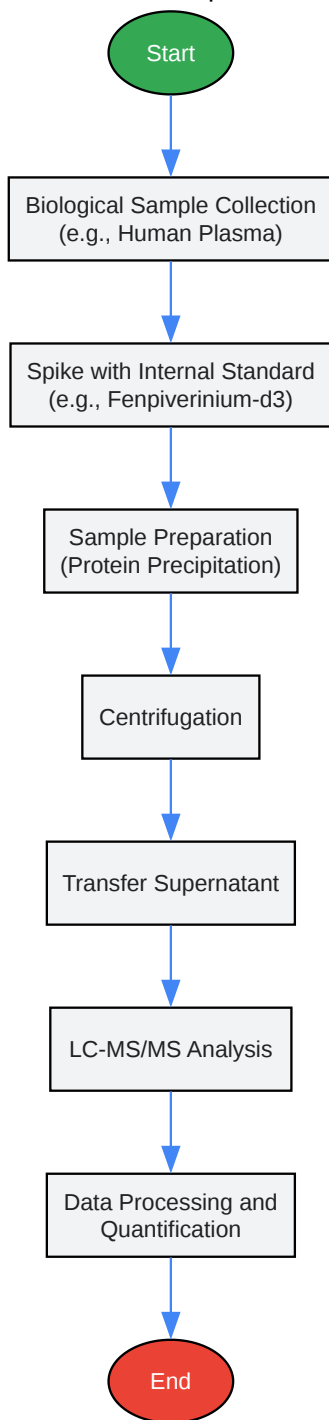 Start
Biological Sample Collection
(e.g., Human Plasma)
Spike with Internal Standard
(e.g., Fenpiverinium-d3)
Sample Preparation
(Protein Precipitation)
Centrifugation
Transfer Supernatant
LC-MS/MS Analysis
Data Processing and
Quantification
End